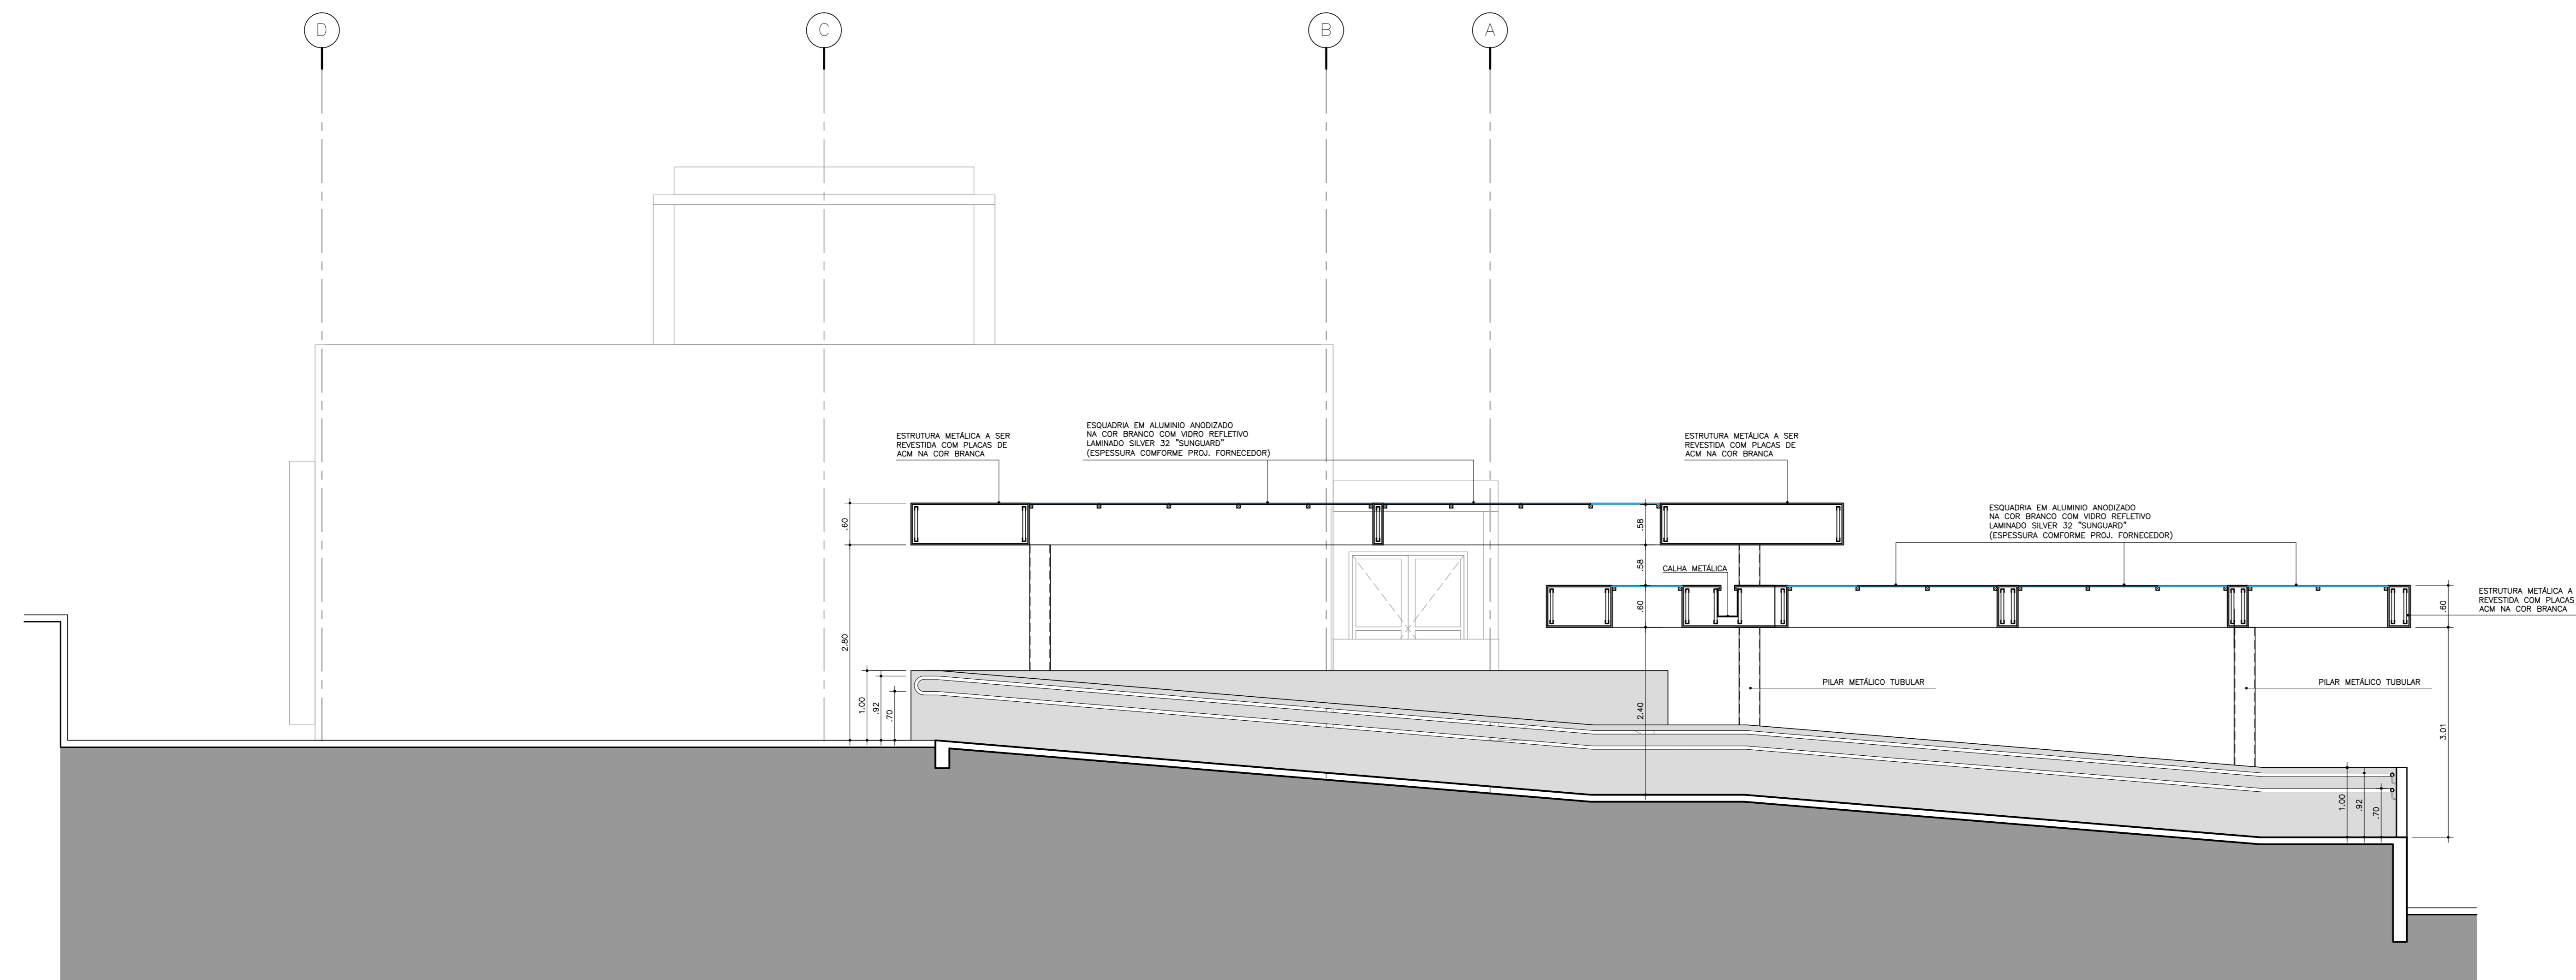 D
C
B
A
ESTRUTURA METÁLICA A SER
REVESTIDA COM PLACAS DE
ACM NA COR BRANCA
ESQUADRIA EM ALUMINIO ANODIZADO
NA COR BRANCO COM VIDRO REFLETIVO
LAMINADO SILVER 32 "SUNGUARD"
(ESPESSURA COMFORME PROJ. FORNECEDOR)
ESTRUTURA METÁLICA A SER
REVESTIDA COM PLACAS DE
ACM NA COR BRANCA
ESQUADRIA EM ALUMINIO ANODIZADO
NA COR BRANCO COM VIDRO REFLETIVO
LAMINADO SILVER 32 "SUNGUARD"
(ESPESSURA COMFORME PROJ. FORNECEDOR)
.60
.58
CALHA METÁLICA
.58
ESTRUTURA METÁLICA A
REVESTIDA COM PLACAS
ACM NA COR BRANCA
.60
.60
2.80
PILAR METÁLICO TUBULAR
PILAR METÁLICO TUBULAR
1.00
.92
.70
2.40
3.01
1.00
.92
.70